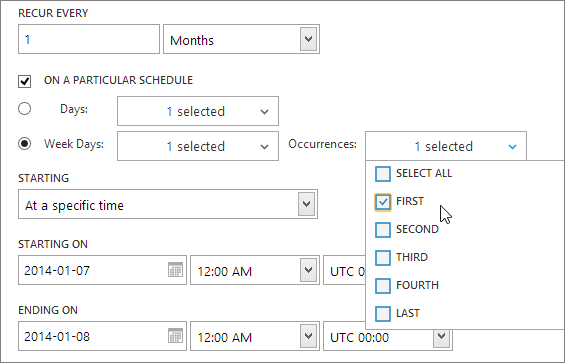 RECUR EVERY
1 Months
ON A PARTICULAR SCHEDULE
Days: 1 selected
Week Days: 1 selected Occurrences: 1 selected
SELECT ALL
FIRST
SECOND
THIRD
FOURTH
LAST
STARTING
At a specific time
STARTING ON
2014-01-07 12:00 AM UTC 0
ENDING ON
2014-01-08 12:00 AM UTC 00:00